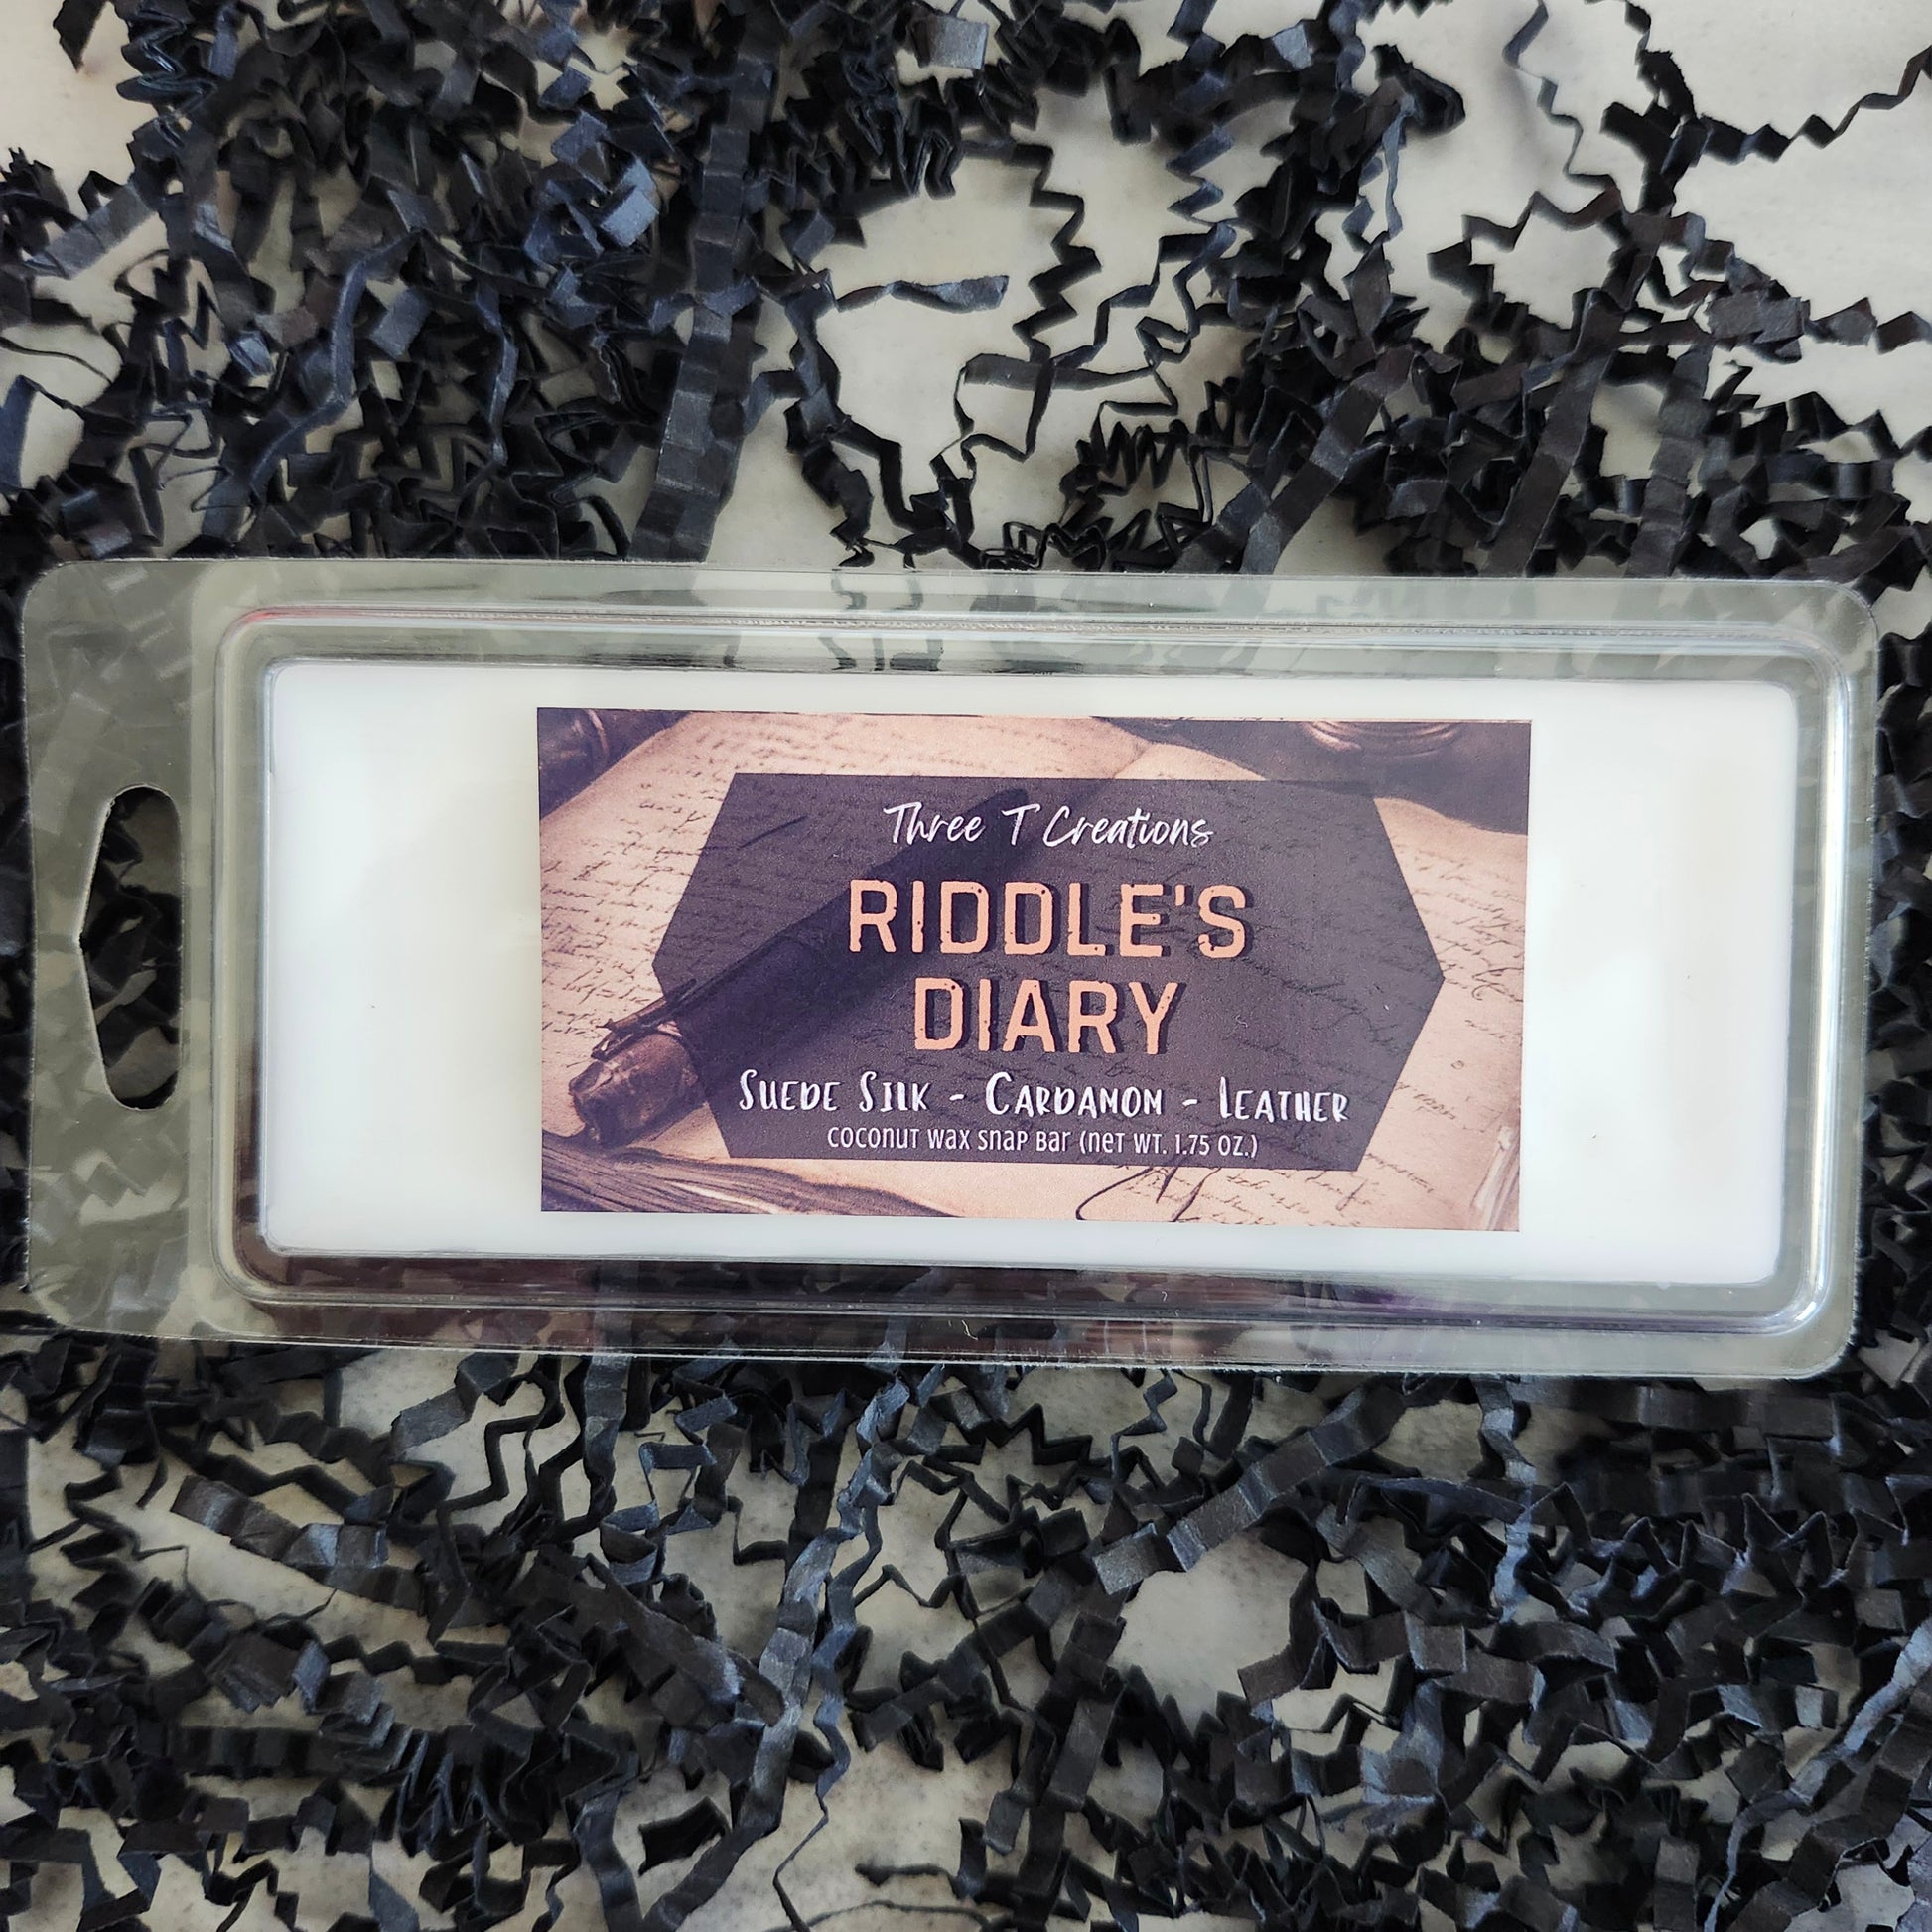 Three T Creations
RIDDLE'S
DIARY
SUEDE SILK - CARDAMOM - LEATHER
COCONUT WAX SNAP BAR (NET WT. 1.75 OZ.)